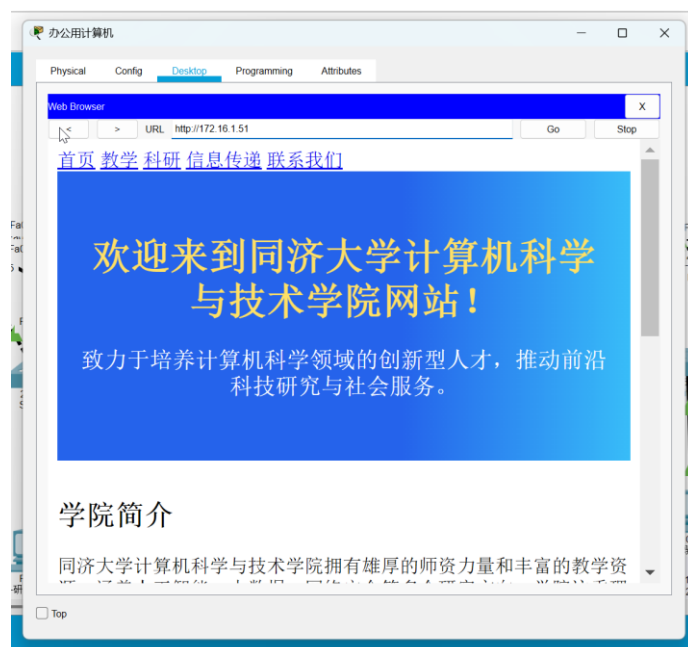 办公用计算机
Physical Config Desktop Programming Attributes
Web Browser X
< > URL http://172.16.1.51 Go Stop
首页 教学 科研 信息传递 联系我们
欢迎来到同济大学计算机科学
与技术学院网站！
致力于培养计算机科学领域的创新型人才，推动前沿
科技研究与社会服务。
学院简介
同济大学计算机科学与技术学院拥有雄厚的师资力量和丰富的教学资
Top